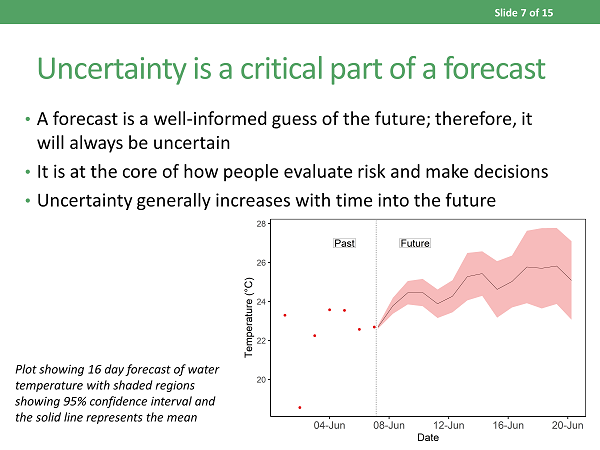 Slide 7 of 15
Uncertainty is a critical part of a forecast
• A forecast is a well-informed guess of the future; therefore, it
will always be uncertain
• It is at the core of how people evaluate risk and make decisions
• Uncertainty generally increases with time into the future
Plot showing 16 day forecast of water
temperature with shaded regions
showing 95% confidence interval and
the solid line represents the mean
Temperature (°C)
28
26
24
22
20
Past
Future
04-Jun
08-Jun
12-Jun
16-Jun
20-Jun
Date